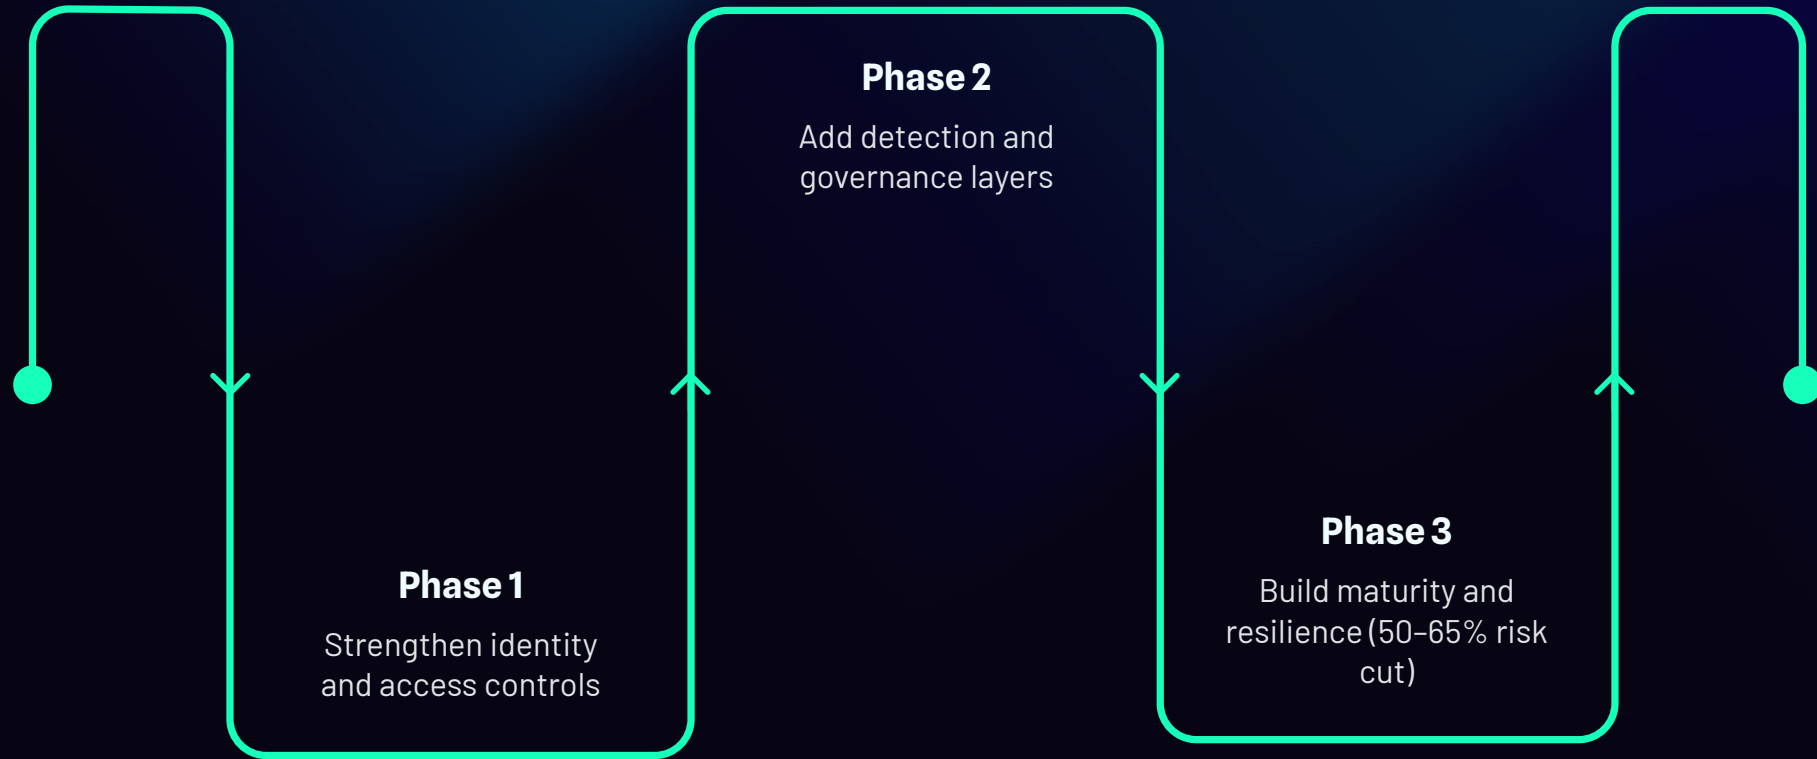 Phase 1
Strengthen identity
and access controls
Phase 2
Add detection and
governance layers
Phase 3
Build maturity and
resilience (50–65% risk
cut)